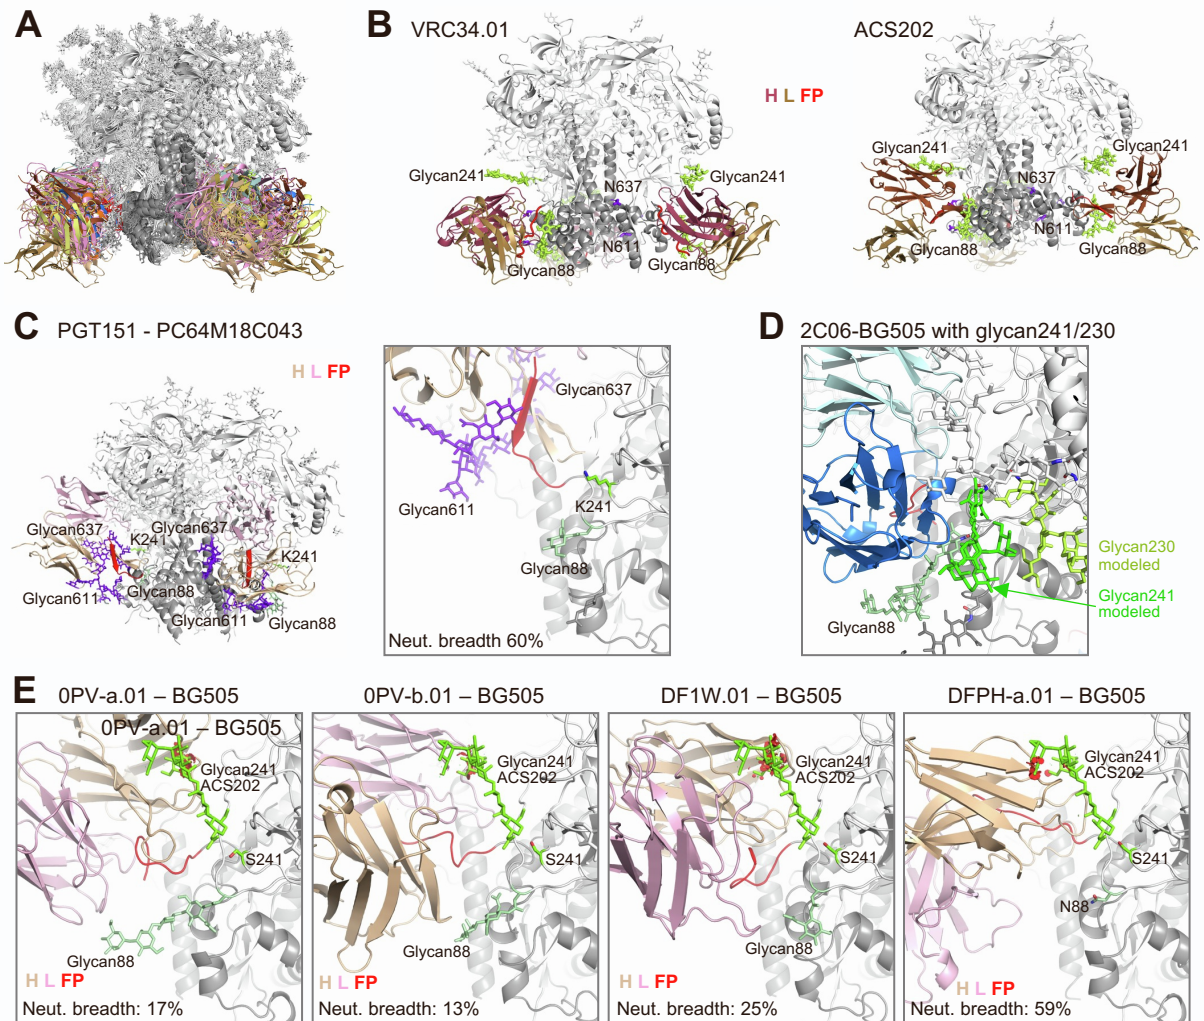 A
B
VRC34.01
ACS202
H L FP
Glycan241
Glycan241
N637
N611
Glycan88
Glycan88
Glycan241
Glycan241
N637
N611
Glycan88
Glycan88
C
PGT151 - PC64M18C043
H L FP
Glycan637
Glycan637
K241
K241
Glycan611
Glycan88
Glycan611
Glycan88
Glycan637
K241
Glycan611
Glycan88
Neut. breadth 60%
D
2C06-BG505 with glycan241/230
Glycan230
modeled
Glycan241
modeled
Glycan88
E
0PV-a.01 – BG505
0PV-a.01 – BG505
Glycan241
ACS202
S241
Glycan88
H L FP
Neut. breadth: 17%
0PV-b.01 – BG505
Glycan241
ACS202
S241
Glycan88
H L FP
Neut. breadth: 13%
DF1W.01 – BG505
Glycan241
ACS202
S241
Glycan88
H L FP
Neut. breadth: 25%
DFPH-a.01 – BG505
Glycan241
ACS202
S241
N88
H L FP
Neut. breadth: 59%